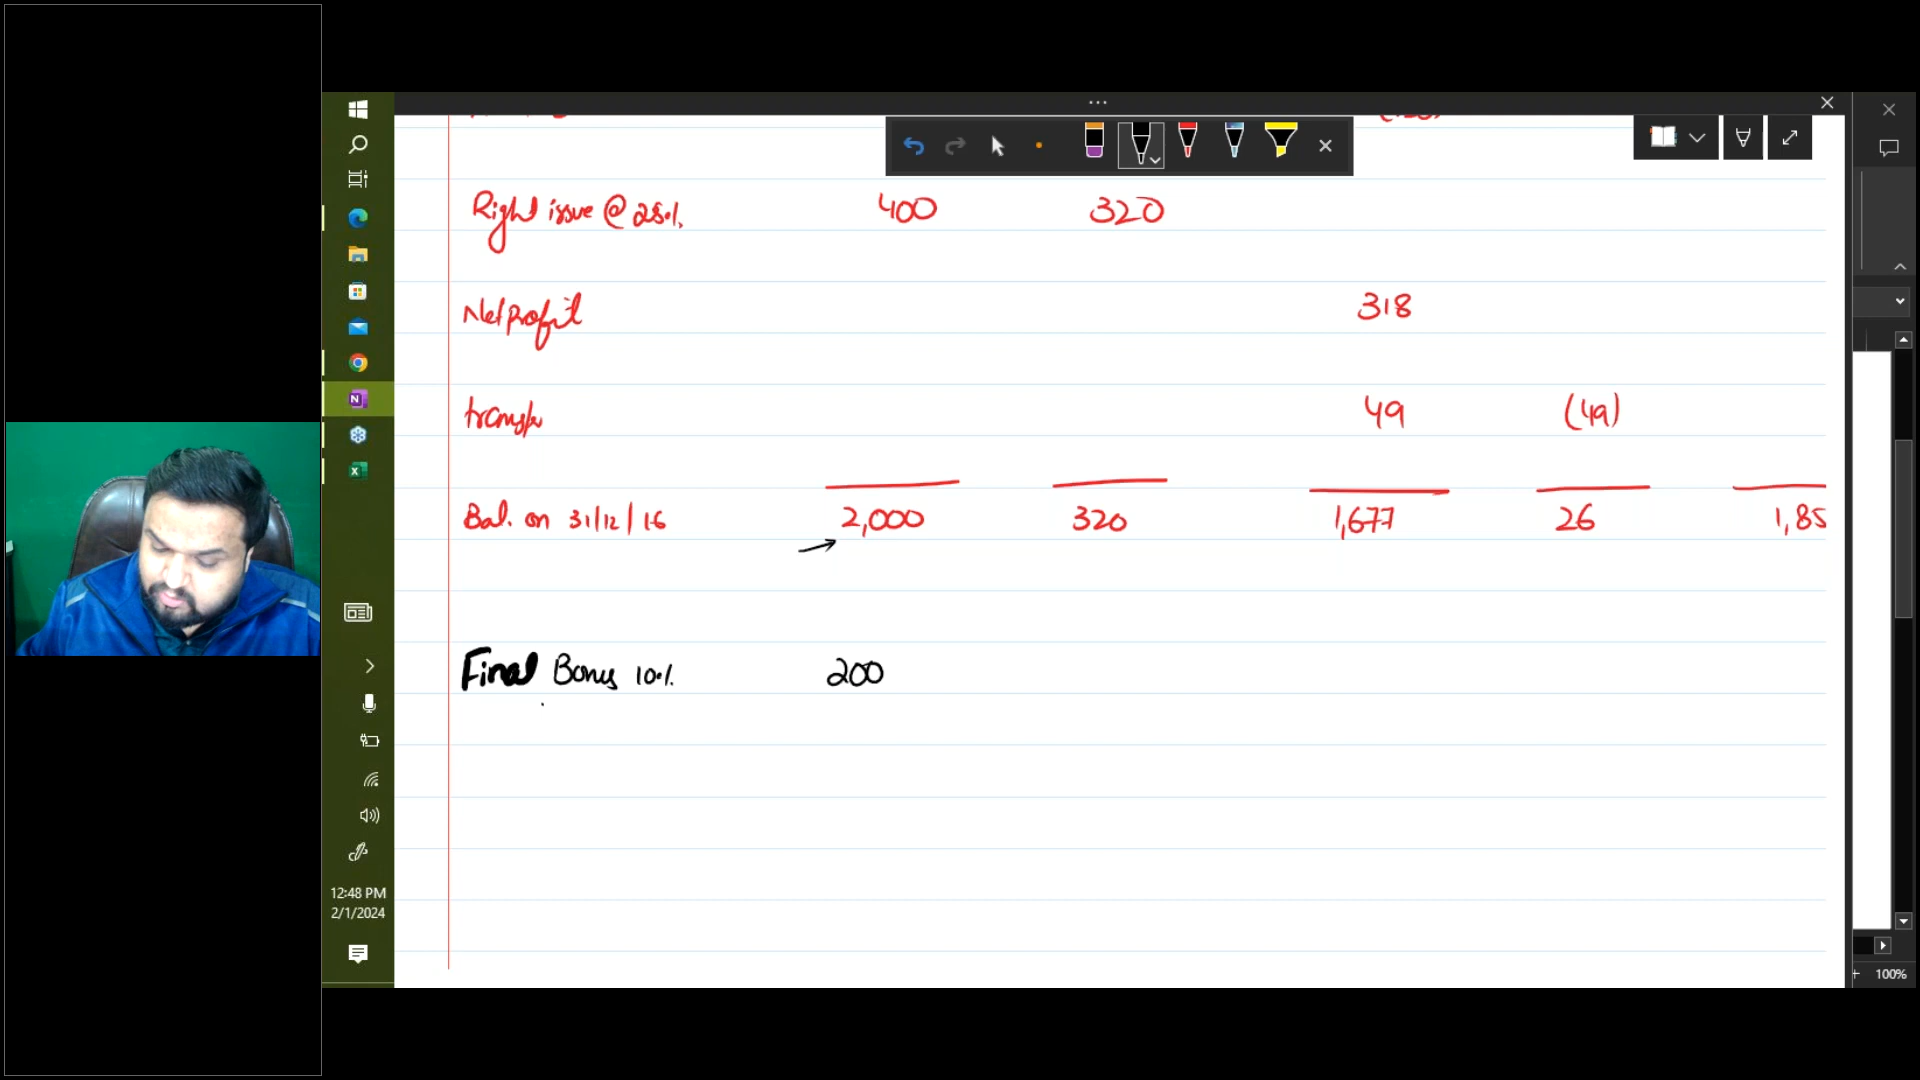 Right issue @ 25% 400 320
Net Profit 318
transfer 49 (49)
Bal. on 31/12/16 2,000 320 1,677 26 1,85
Final Bonus 10% 200
12:48 PM
2/1/2024
100%